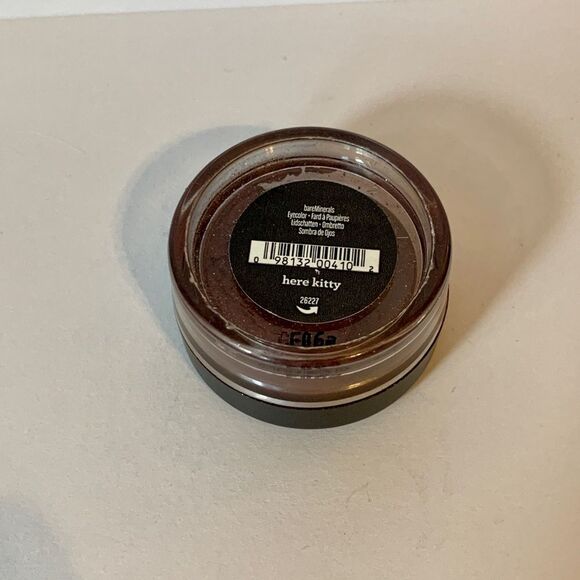 bareMinerals
Eyecolor • Fard à Paupières
Lidschatten • Ombretto
Sombra de Ojos
0 98132 00410 2
here kitty
26227